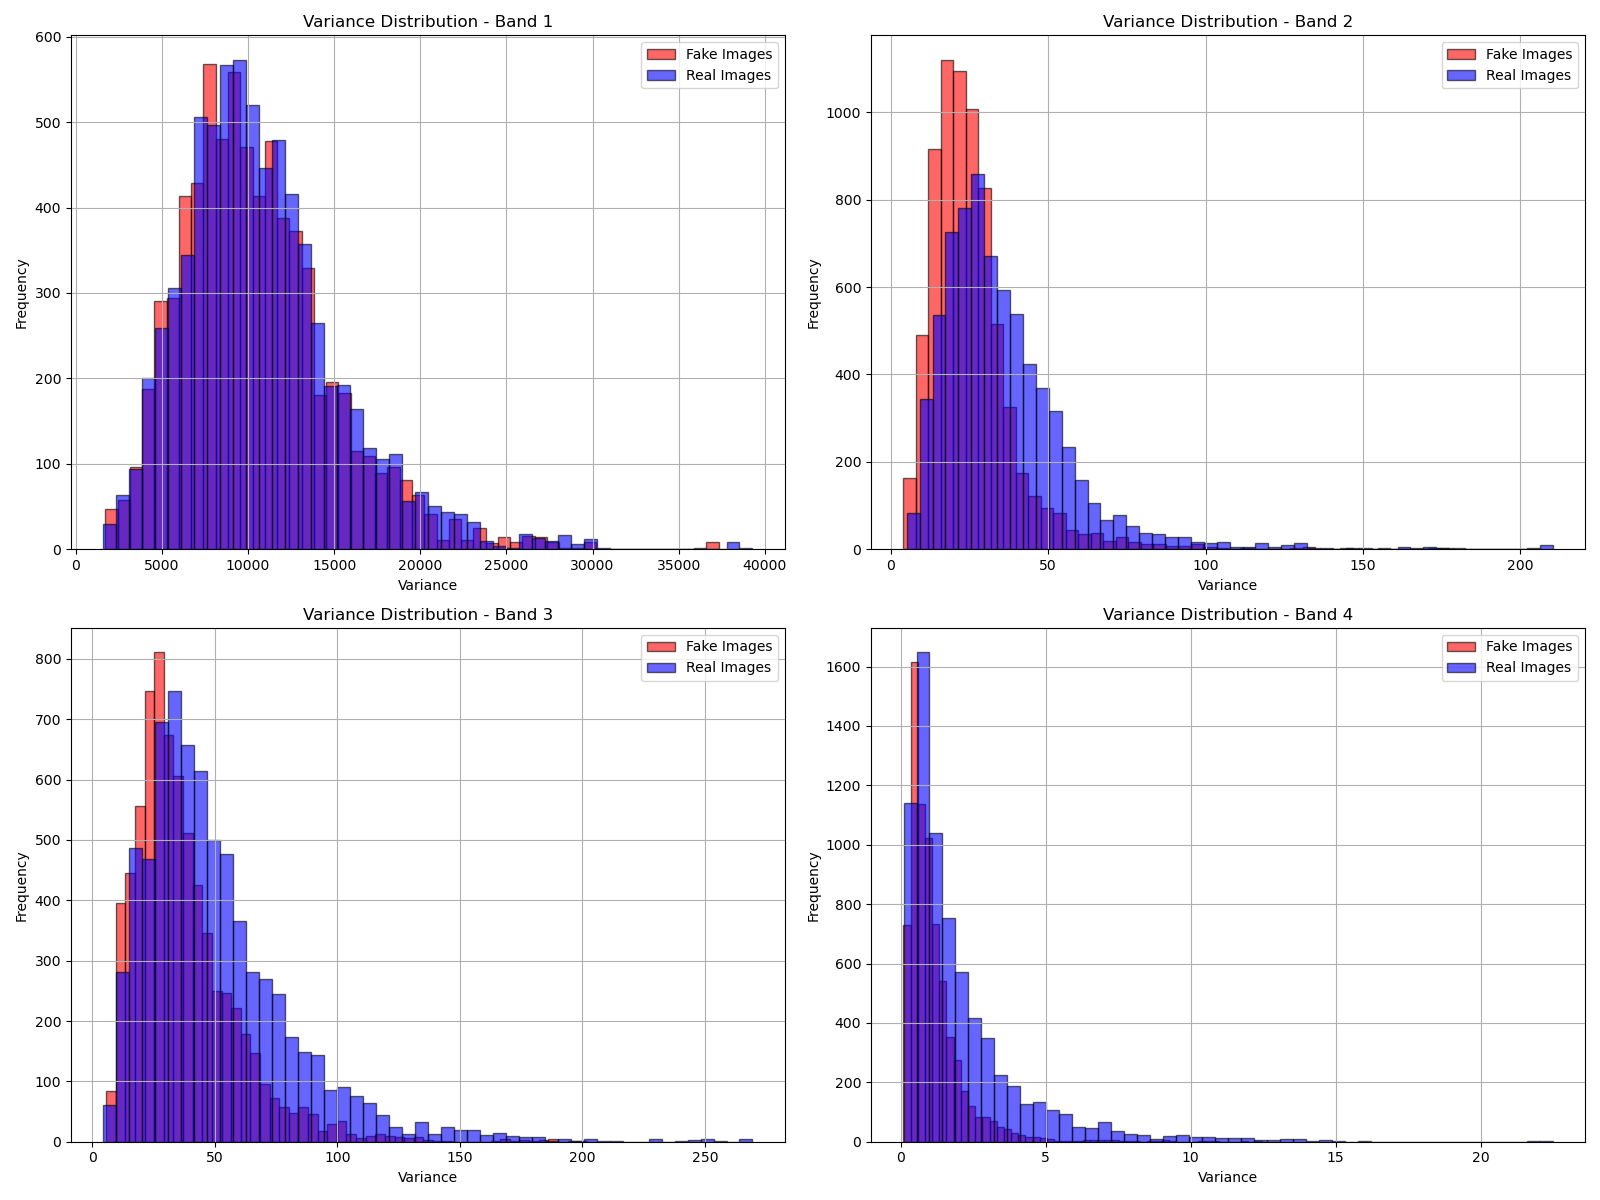 Variance Distribution - Band 1
Fake Images
Real Images
Frequency
600
500
400
300
200
100
0
0 5000 10000 15000 20000 25000 30000 35000 40000
Variance
Variance Distribution - Band 2
Fake Images
Real Images
Frequency
1000
800
600
400
200
0
0 50 100 150 200
Variance
Variance Distribution - Band 3
Fake Images
Real Images
Frequency
800
700
600
500
400
300
200
100
0
0 50 100 150 200 250
Variance
Variance Distribution - Band 4
Fake Images
Real Images
Frequency
1600
1400
1200
1000
800
600
400
200
0
0 5 10 15 20
Variance